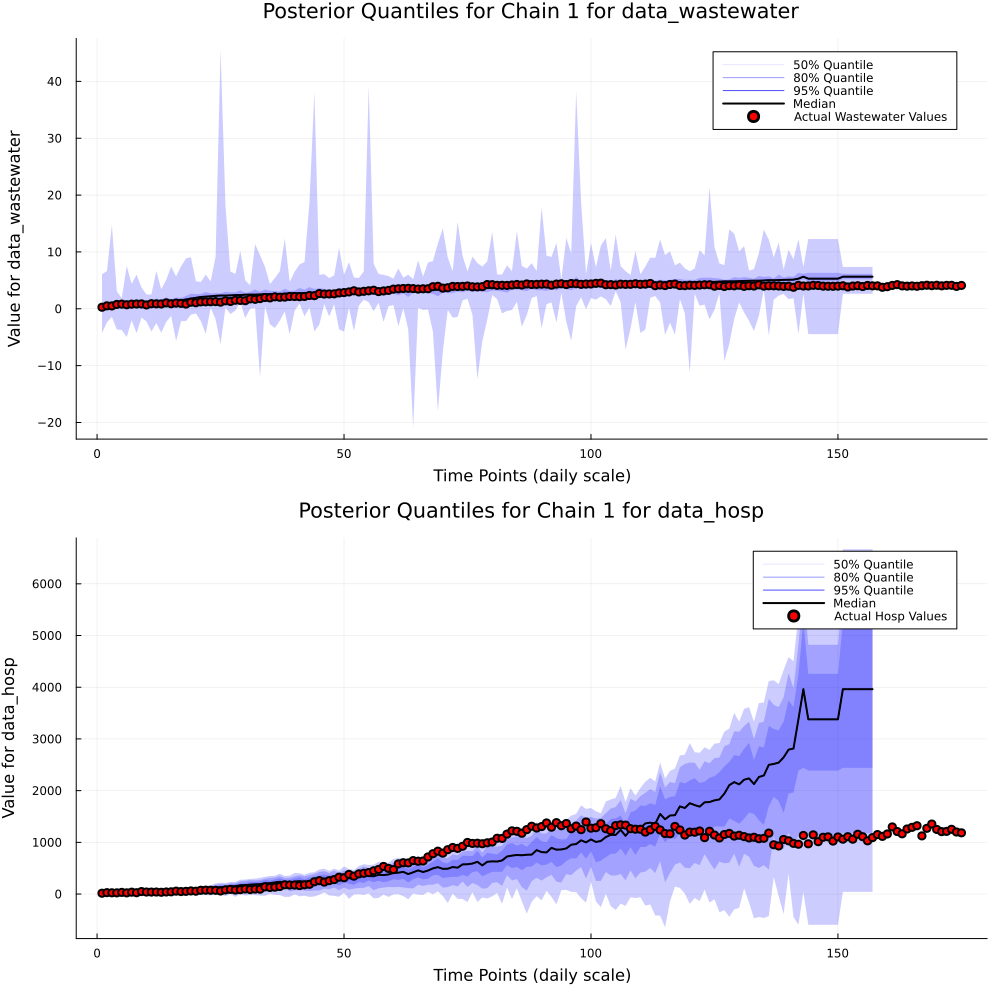 Posterior Quantiles for Chain 1 for data_wastewater
Value for data_wastewater
40
30
20
10
0
−10
−20
50% Quantile
80% Quantile
95% Quantile
Median
Actual Wastewater Values
0
50
100
150
Time Points (daily scale)
Posterior Quantiles for Chain 1 for data_hosp
Value for data_hosp
6000
5000
4000
3000
2000
1000
0
50% Quantile
80% Quantile
95% Quantile
Median
Actual Hosp Values
0
50
100
150
Time Points (daily scale)